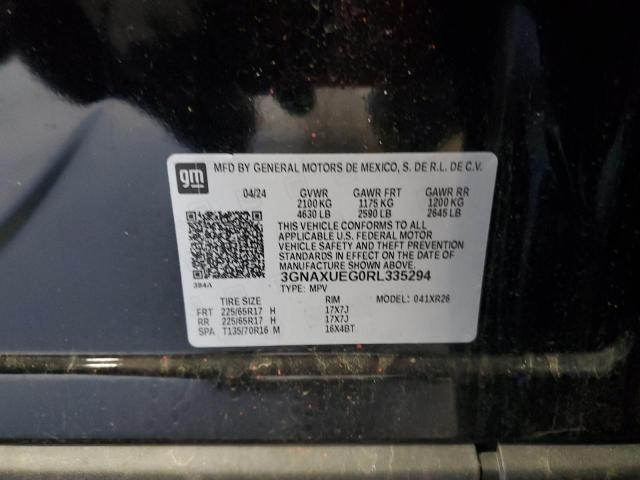 gm
MFD BY GENERAL MOTORS DE MEXICO, S. DE R.L. DE C.V.
04/24 GVWR GAWR FRT GAWR RR
2100 KG 1175 KG 1200 KG
4630 LB 2590 LB 2645 LB
THIS VEHICLE CONFORMS TO ALL
APPLICABLE U.S. FEDERAL MOTOR
VEHICLE SAFETY AND THEFT PREVENTION
STANDARDS IN EFFECT ON THE DATE OF
MANUFACTURE SHOWN ABOVE.
3GNAXUEG0RL335294
384A
TYPE: MPV MODEL: 041XR26
TIRE SIZE RIM
FRT 225/65R17 H 17X7J
RR 225/65R17 H 17X7J
SPA T135/70R16 M 16X4BT